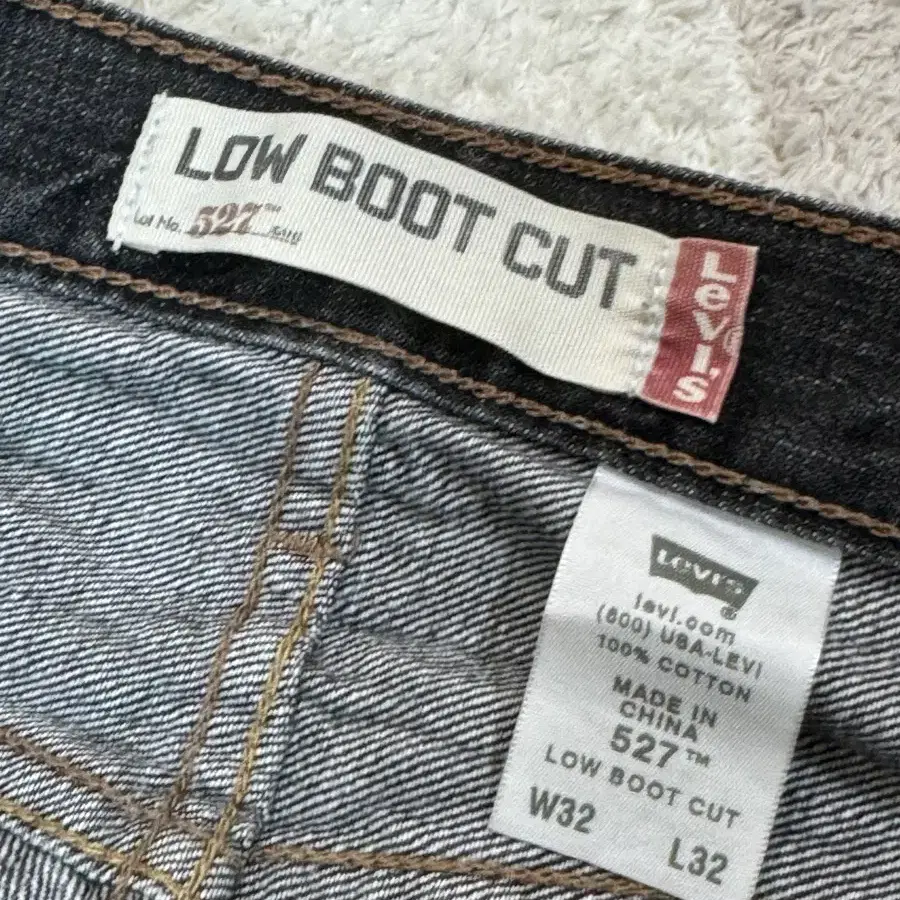 LOW BOOT CUT
Lot No. 527™
Levi's
LEVI'S®
levi.com
(800) USA-LEVI
100% COTTON
MADE IN
CHINA
527™
LOW BOOT CUT
W32
L32